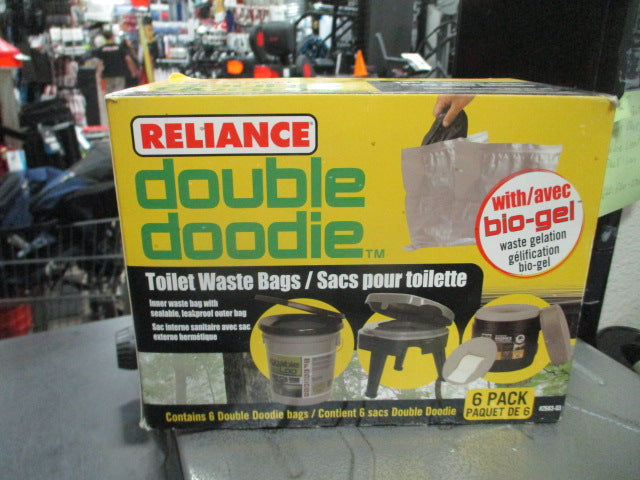 RELIANCE
double
doodie™
with/avec
bio-gel
waste gelation
gélification
bio-gel
Toilet Waste Bags / Sacs pour toilette
Inner waste bag with
sealable, leakproof outer bag
Sac interne sanitaire avec sac
externe hermétique
double
Contains 6 Double Doodie bags / Contient 6 sacs Double Doodie
6 PACK
PAQUET DE 6